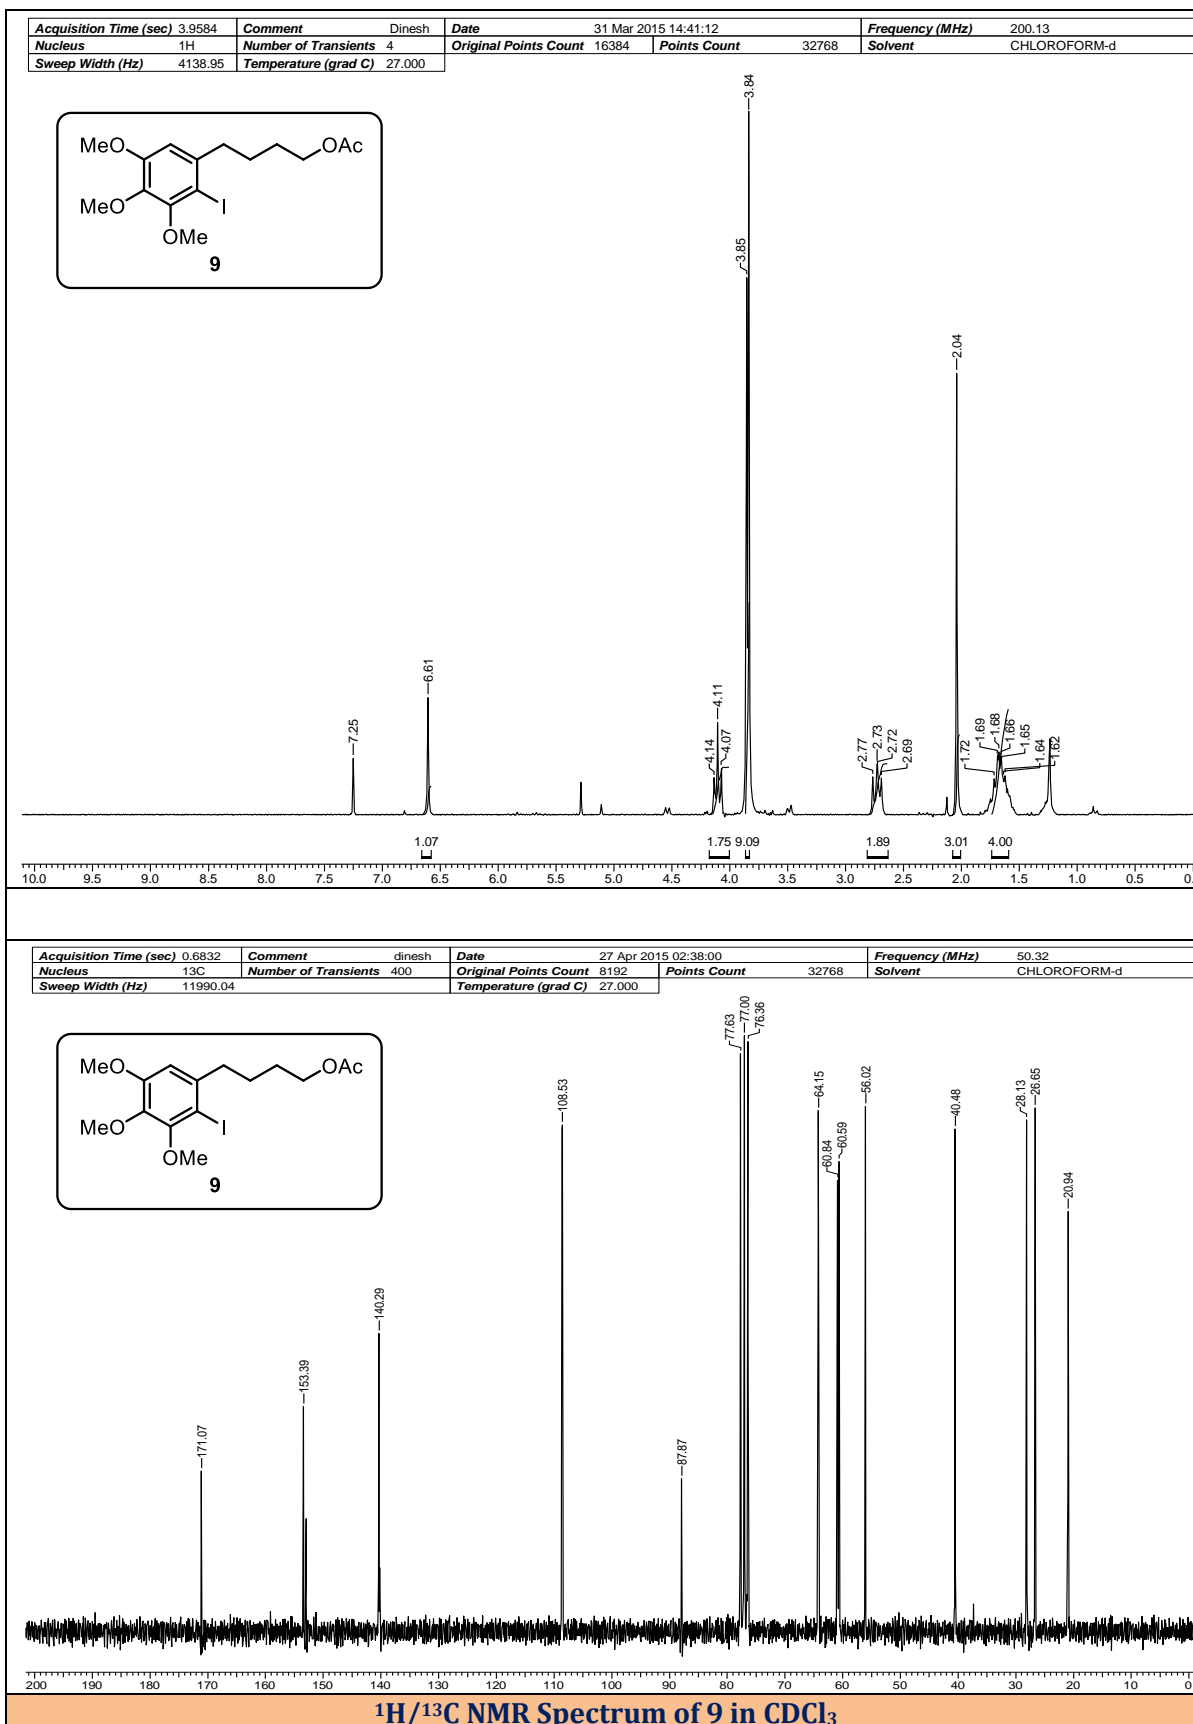 Acquisition Time (sec) 3.9584 Comment Dinesh Date 31 Mar 2015 14:41:12 Frequency (MHz) 200.13
Nucleus 1H Number of Transients 4 Original Points Count 16384 Points Count 32768 Solvent CHLOROFORM-d
Sweep Width (Hz) 4138.95 Temperature (grad C) 27.000
MeO
OAc
MeO
I
OMe
9
7.25
6.61
4.14
4.11
4.07
3.85
3.84
2.77
2.73
2.72
2.69
2.04
1.72
1.69
1.68
1.66
1.65
1.64
1.62
1.07 1.75 9.09 1.89 3.01 4.00
10.0 9.5 9.0 8.5 8.0 7.5 7.0 6.5 6.0 5.5 5.0 4.5 4.0 3.5 3.0 2.5 2.0 1.5 1.0 0.5 0.
Acquisition Time (sec) 0.6832 Comment dinesh Date 27 Apr 2015 02:38:00 Frequency (MHz) 50.32
Nucleus 13C Number of Transients 400 Original Points Count 8192 Points Count 32768 Solvent CHLOROFORM-d
Sweep Width (Hz) 11990.04 Temperature (grad C) 27.000
MeO
OAc
MeO
I
OMe
9
171.07
153.39
140.29
108.53
87.87
77.63
77.00
76.36
64.15
60.84
60.59
56.02
40.48
28.13
26.65
20.94
200 190 180 170 160 150 140 130 120 110 100 90 80 70 60 50 40 30 20 10 0
¹H/¹³C NMR Spectrum of 9 in CDCl₃